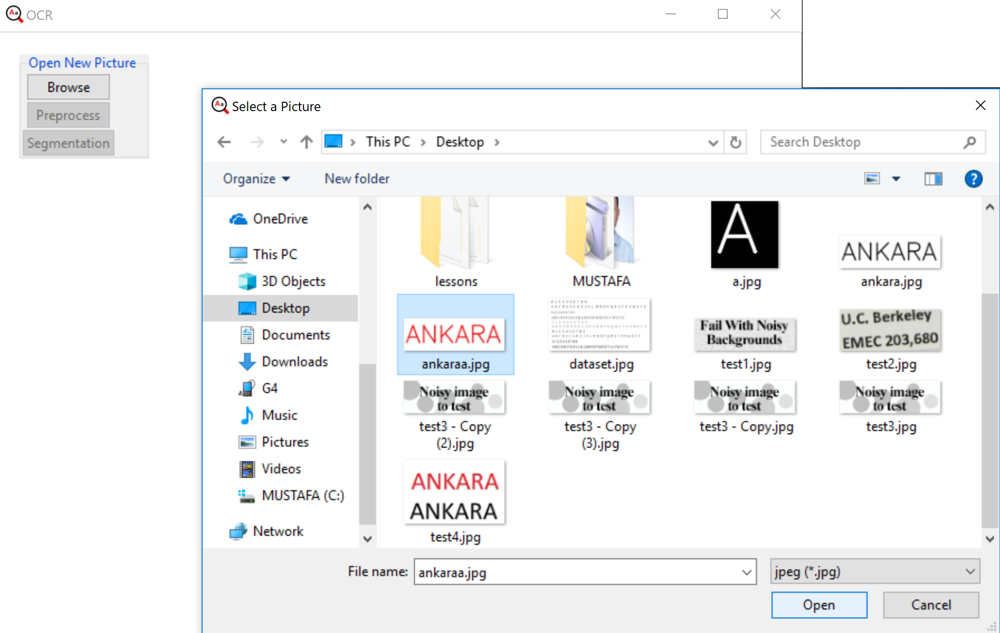 OCR
Open New Picture
Browse
Preprocess
Segmentation
Select a Picture
This PC
Desktop
Search Desktop
Organize
New folder
OneDrive
This PC
3D Objects
Desktop
Documents
Downloads
G4
Music
Pictures
Videos
MUSTAFA (C:)
Network
lessons
MUSTAFA
A
a.jpg
ANKARA
ankara.jpg
ANKARA
ankaraa.jpg
dataset.jpg
Fail With Noisy
Backgrounds
test1.jpg
U.C. Berkeley
EMEC 203,680
test2.jpg
Noisy image
to test
test3 - Copy
(2).jpg
Noisy image
to test
test3 - Copy
(3).jpg
Noisy image
to test
test3 - Copy.jpg
Noisy image
to test
test3.jpg
ANKARA
ANKARA
test4.jpg
File name:
ankaraa.jpg
jpeg (*.jpg)
Open
Cancel